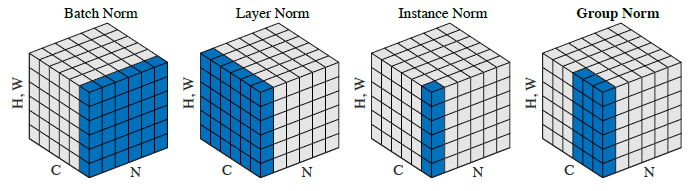 Batch Norm
H, W
C
N
Layer Norm
H, W
C
N
Instance Norm
H, W
C
N
Group Norm
H, W
C
N